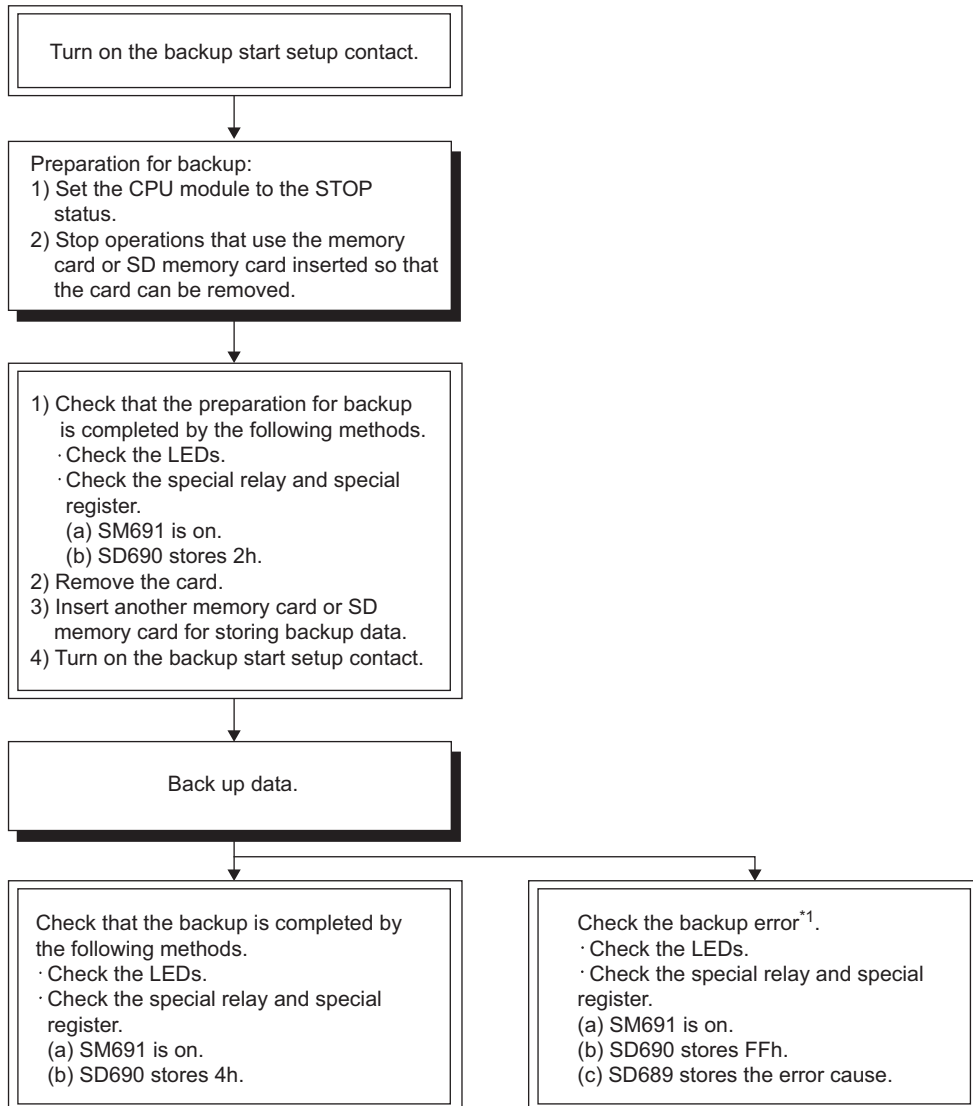 Turn on the backup start setup contact.
Preparation for backup:
1) Set the CPU module to the STOP
status.
2) Stop operations that use the memory
card or SD memory card inserted so that
the card can be removed.
1) Check that the preparation for backup
is completed by the following methods.
· Check the LEDs.
· Check the special relay and special
register.
(a) SM691 is on.
(b) SD690 stores 2h.
2) Remove the card.
3) Insert another memory card or SD
memory card for storing backup data.
4) Turn on the backup start setup contact.
Back up data.
Check that the backup is completed by
the following methods.
· Check the LEDs.
· Check the special relay and special
register.
(a) SM691 is on.
(b) SD690 stores 4h.
Check the backup error*1.
· Check the LEDs.
· Check the special relay and special
register.
(a) SM691 is on.
(b) SD690 stores FFh.
(c) SD689 stores the error cause.